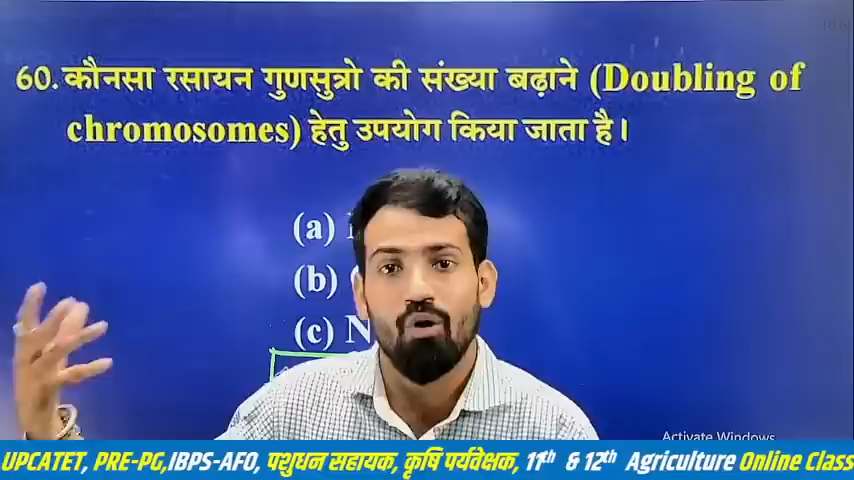 60. कौनसा रसायन गुणसुत्रो की संख्या बढ़ाने (Doubling of
chromosomes) हेतु उपयोग किया जाता है।
(a)
(b)
(c) N
Activate Windows
UPCATET, PRE-PG,IBPS-AFO, पशुधन सहायक, कृषि पर्यवेक्षक, 11th & 12th Agriculture Online Class